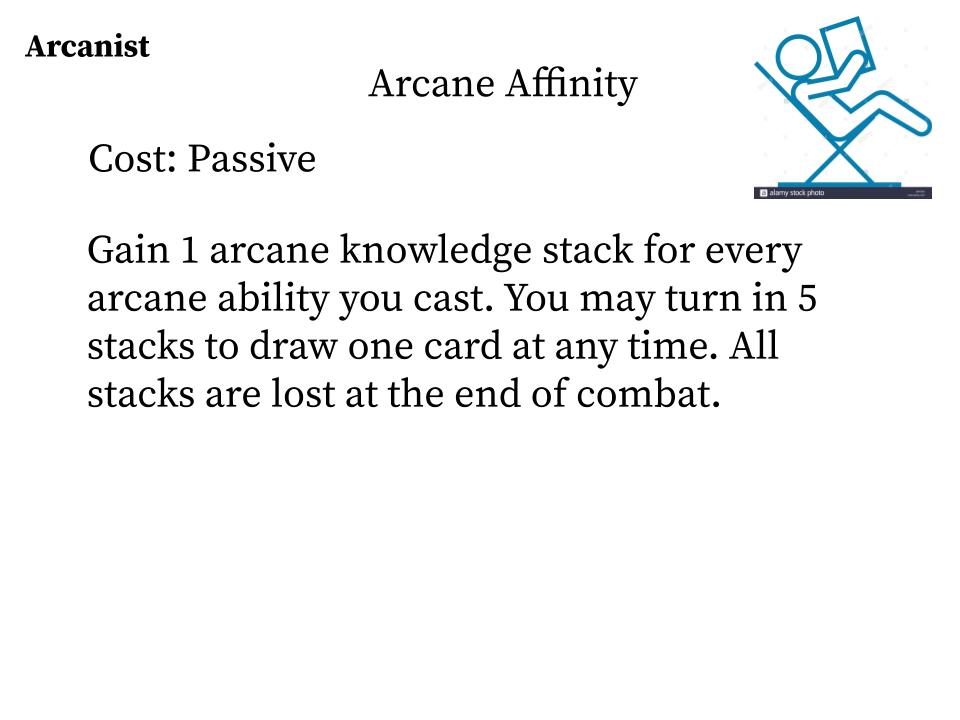 Arcanist
Arcane Affinity
Cost: Passive
Gain 1 arcane knowledge stack for every
arcane ability you cast. You may turn in 5
stacks to draw one card at any time. All
stacks are lost at the end of combat.
alamy stock photo